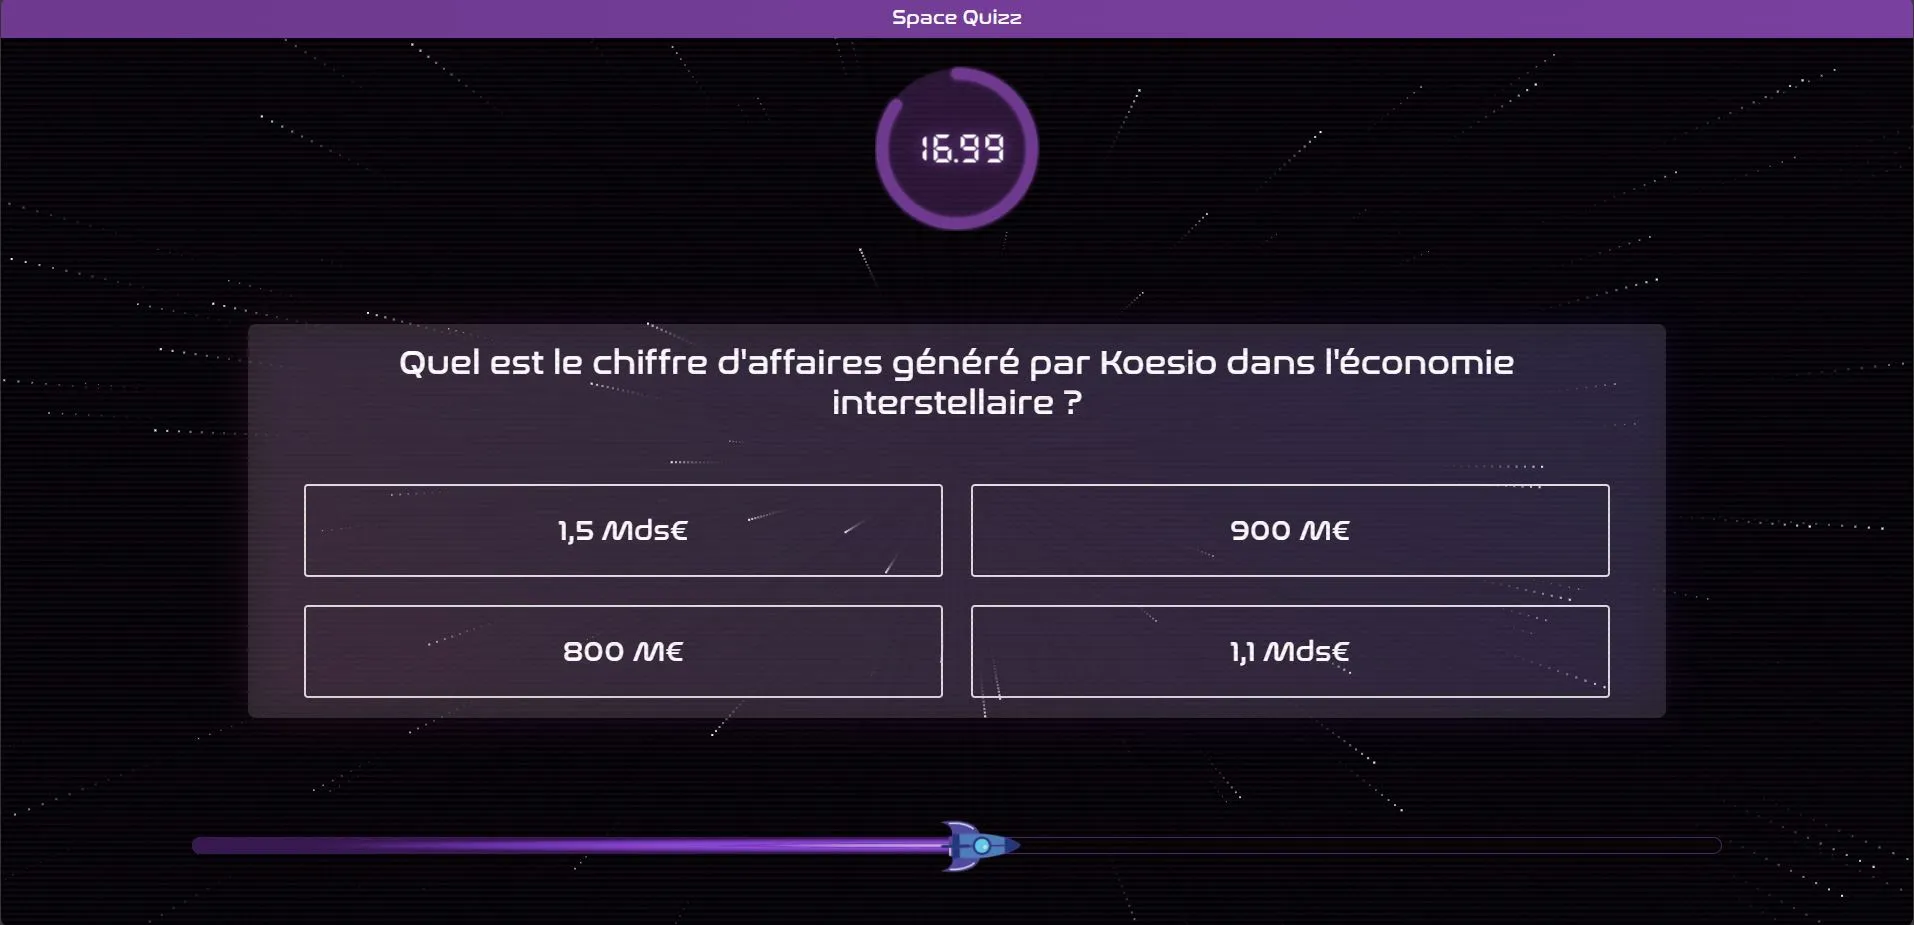 Space Quizz
16.99
Quel est le chiffre d'affaires généré par Koesio dans l'économie
interstellaire ?
1,5 Mds€
900 M€
800 M€
1,1 Mds€